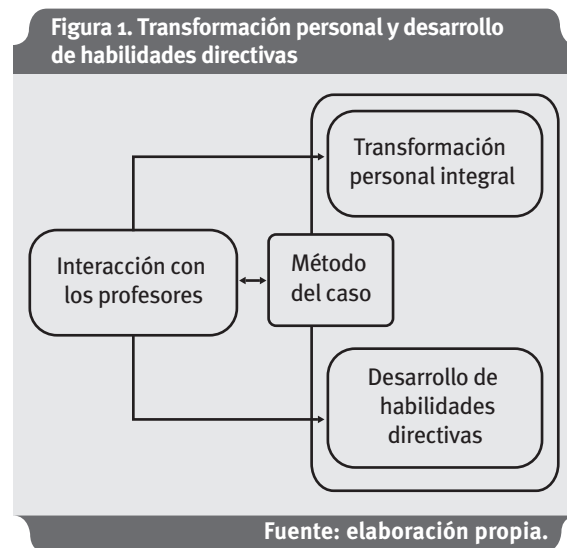 Figura 1. Transformación personal y desarrollo
de habilidades directivas
Transformación
personal integral
Interacción con
los profesores
Método
del caso
Desarrollo de
habilidades
directivas
Fuente: elaboración propia.